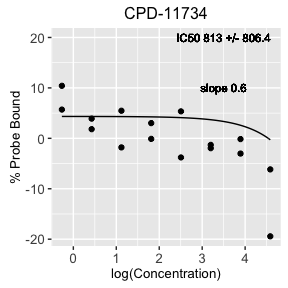 CPD-11734
IC50 813 +/- 806.4
slope 0.6
20
10
0
-10
-20
% Probe Bound
0 1 2 3 4
log(Concentration)